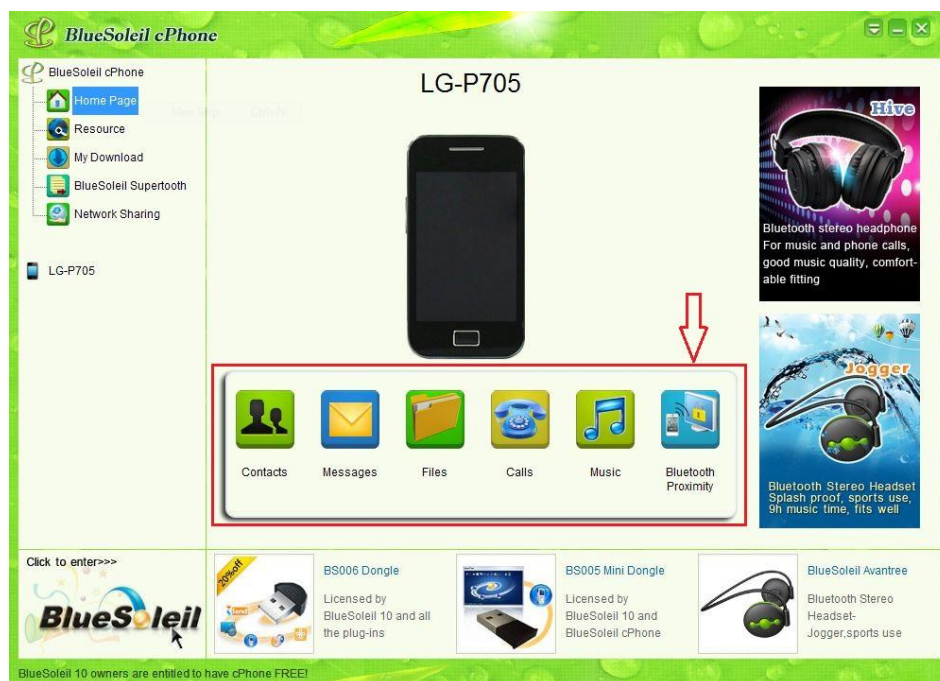 BlueSoleil cPhone
BlueSoleil cPhone
Home Page
Resource
My Download
BlueSoleil Supertooth
Network Sharing
LG-P705
LG-P705
Contacts
Messages
Files
Calls
Music
Bluetooth
Proximity
Hive
Bluetooth stereo headphone
For music and phone calls,
good music quality, comfort-
able fitting
Jogger
Bluetooth Stereo Headset
Splash proof, sports use,
9h music time, fits well
Click to enter>>>
BlueSoleil
20%off
BS006 Dongle
Licensed by
BlueSoleil 10 and all
the plug-ins
BS005 Mini Dongle
Licensed by
BlueSoleil 10 and
BlueSoleil cPhone
BlueSoleil Avantree
Bluetooth Stereo
Headset-
Jogger,sports use
BlueSoleil 10 owners are entitled to have cPhone FREE!